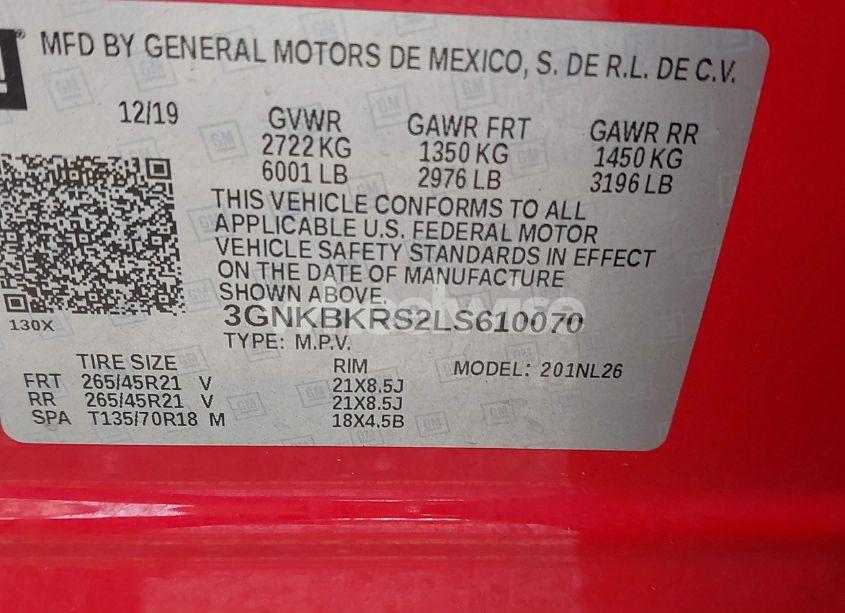 MFD BY GENERAL MOTORS DE MEXICO, S. DE R.L. DE C.V.
12/19
GVWR GAWR FRT GAWR RR
2722 KG 1350 KG 1450 KG
6001 LB 2976 LB 3196 LB
THIS VEHICLE CONFORMS TO ALL
APPLICABLE U.S. FEDERAL MOTOR
VEHICLE SAFETY STANDARDS IN EFFECT
ON THE DATE OF MANUFACTURE
SHOWN ABOVE.
130X
3GNKBKRS2LS610070
TYPE: M.P.V.
TIRE SIZE RIM MODEL: 201NL26
FRT 265/45R21 V 21X8.5J
RR 265/45R21 V 21X8.5J
SPA T135/70R18 M 18X4.5B